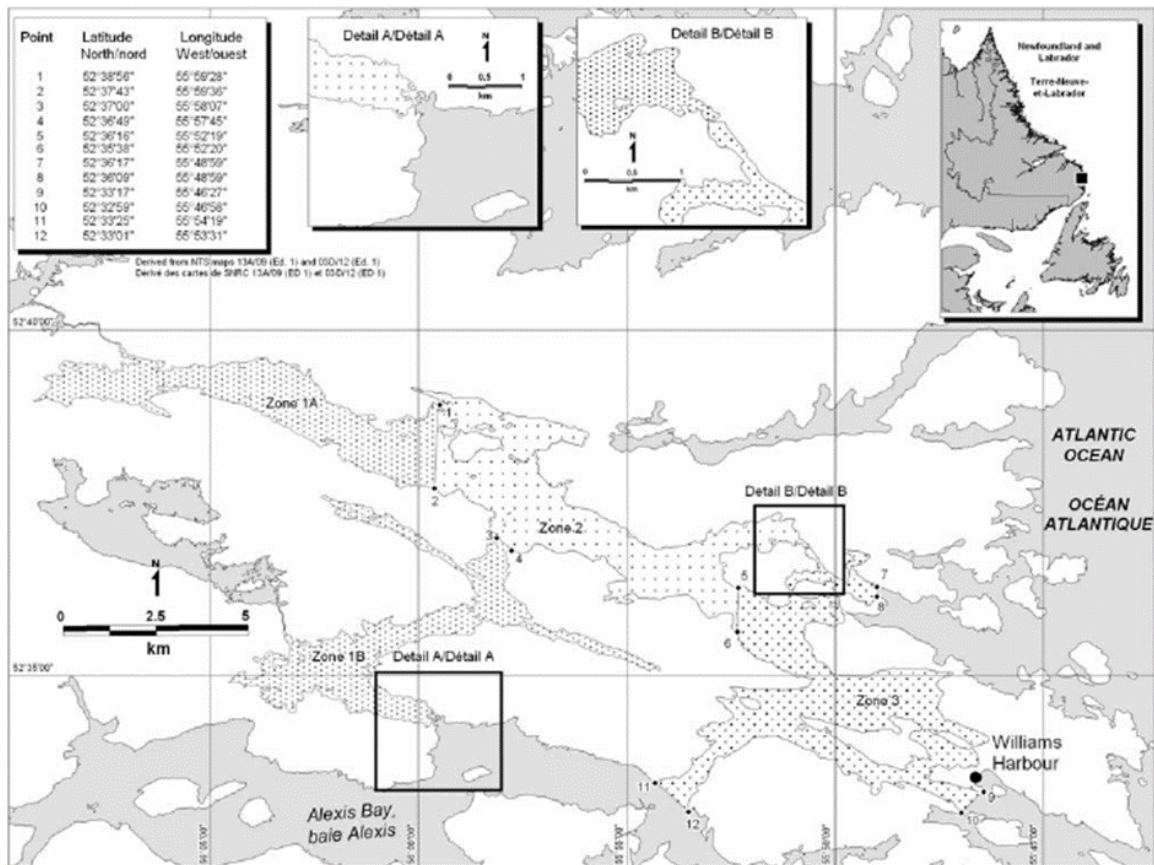 Point Latitude Longitude
North/nord West/ouest
1 52°38'56" 55°59'28"
2 52°37'43" 55°59'36"
3 52°37'00" 55°58'07"
4 52°36'49" 55°57'45"
5 52°36'16" 55°52'19"
6 52°35'38" 55°52'20"
7 52°36'17" 55°48'59"
8 52°36'09" 55°48'59"
9 52°33'17" 55°46'27"
10 52°32'59" 55°46'58"
11 52°33'25" 55°54'19"
12 52°33'01" 55°53'31"
Derived from NTS maps 13A/09 (Ed. 1) and 03D/12 (Ed. 1)
Dérivé des cartes de SNRC 13A/09 (ED 1) et 03D/12 (ED 1)
Detail A/Détail A
N
0 0.5 1
km
Detail B/Détail B
N
0 0.5 1
km
Newfoundland and
Labrador
Terre-Neuve-
et-Labrador
52°40'00"
Zone 1A
1
2
ATLANTIC
OCEAN
OCÉAN
ATLANTIQUE
Detail B/Détail B
Zone 2
3
4
5
6
7
8
N
0 2.5 5
km
Zone 1B
Detail A/Détail A
52°35'00"
Zone 3
Williams
Harbour
9
10
11
12
Alexis Bay,
baie Alexis